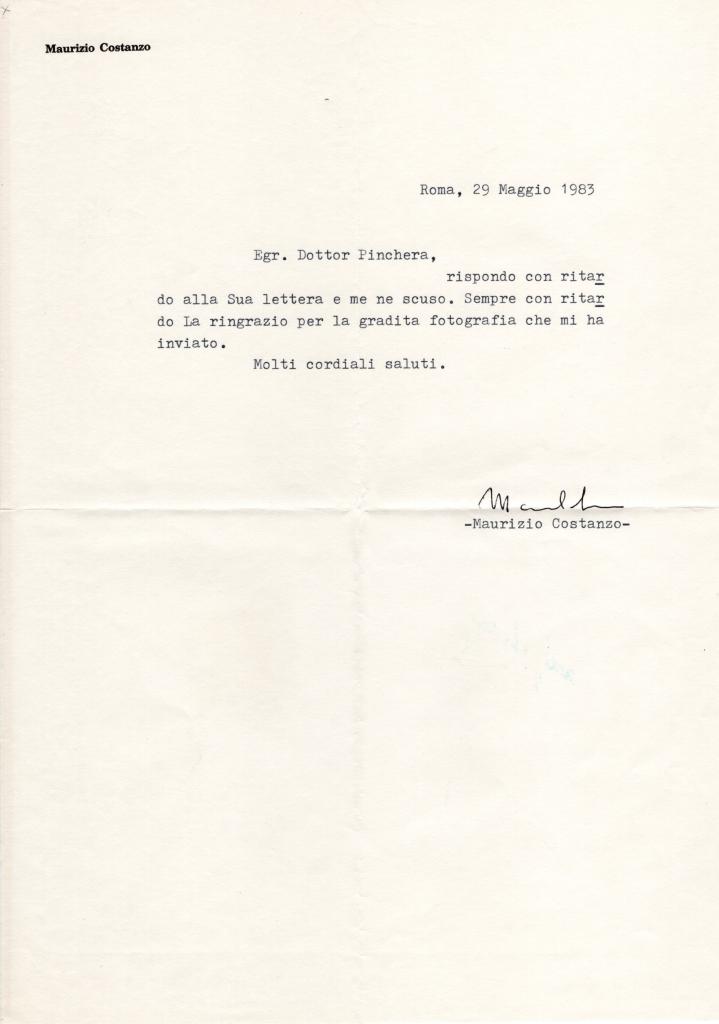 Maurizio Costanzo
Roma, 29 Maggio 1983
Egr. Dottor Pinchera,
rispondo con ritar
do alla Sua lettera e me ne scuso. Sempre con ritar
do La ringrazio per la gradita fotografia che mi ha
inviato.
Molti cordiali saluti.
-Maurizio Costanzo-